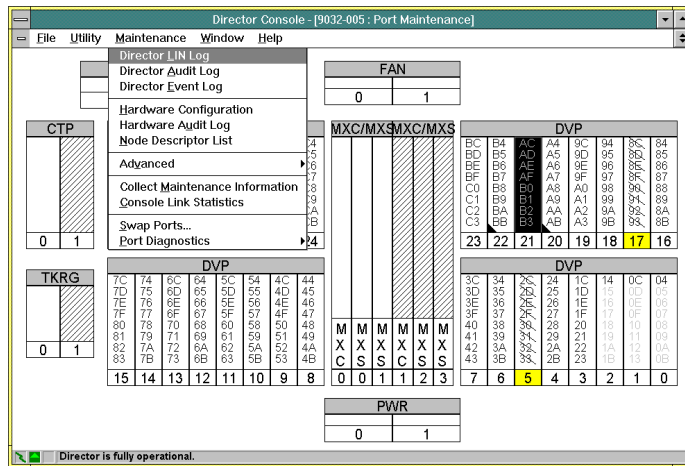 Director Console - [9032-005 : Port Maintenance]
File Utility Maintenance Window Help
Director LIN Log
Director Audit Log
Director Event Log
Hardware Configuration
Hardware Audit Log
Node Descriptor List
Advanced
Collect Maintenance Information
Console Link Statistics
Swap Ports...
Port Diagnostics
FAN
0 1
CTP
0 1
C4
C5
C6
C7
C8
C9
CA
CB
24
MXC/MXS MXC/MXS
DVP
BC B4 AC A4 9C 94 8C 84
BD B5 AD A5 9D 95 8D 85
BE B6 AE A6 9E 96 8E 86
BF B7 AF A7 9F 97 8F 87
C0 B8 B0 A8 A0 98 90 88
C1 B9 B1 A9 A1 99 91 89
C2 BA B2 AA A2 9A 92 8A
C3 BB B3 AB A3 9B 93 8B
23 22 21 20 19 18 17 16
TKRG
0 1
DVP
7C 74 6C 64 5C 54 4C 44
7D 75 6D 65 5D 55 4D 45
7E 76 6E 66 5E 56 4E 46
7F 77 6F 67 5F 57 4F 47
80 78 70 68 60 58 50 48
81 79 71 69 61 59 51 49
82 7A 72 6A 62 5A 52 4A
83 7B 73 6B 63 5B 53 4B
15 14 13 12 11 10 9 8
M M M M M M
X X X X X X
C S S C S S
0 0 1 1 2 3
DVP
3C 34 2C 24 1C 14 0C 04
3D 35 2D 25 1D 15 0D 05
3E 36 2E 26 1E 16 0E 06
3F 37 2F 27 1F 17 0F 07
40 38 30 28 20 18 10 08
41 39 31 29 21 19 11 09
42 3A 32 2A 22 1A 12 0A
43 3B 33 2B 23 1B 13 0B
7 6 5 4 3 2 1 0
PWR
0 1
Director is fully operational.